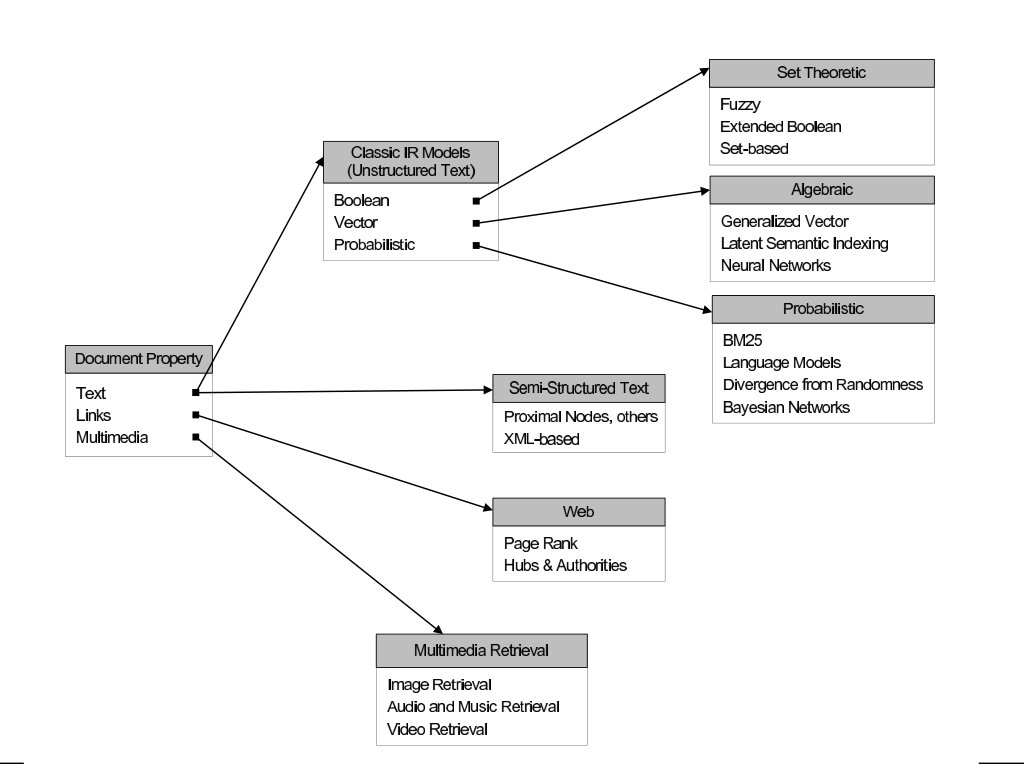 Set Theoretic
Fuzzy
Extended Boolean
Set-based
Classic IR Models
(Unstructured Text)
Boolean
Vector
Probabilistic
Algebraic
Generalized Vector
Latent Semantic Indexing
Neural Networks
Probabilistic
BM25
Language Models
Divergence from Randomness
Bayesian Networks
Document Property
Text
Links
Multimedia
Semi-Structured Text
Proximal Nodes, others
XML-based
Web
Page Rank
Hubs & Authorities
Multimedia Retrieval
Image Retrieval
Audio and Music Retrieval
Video Retrieval